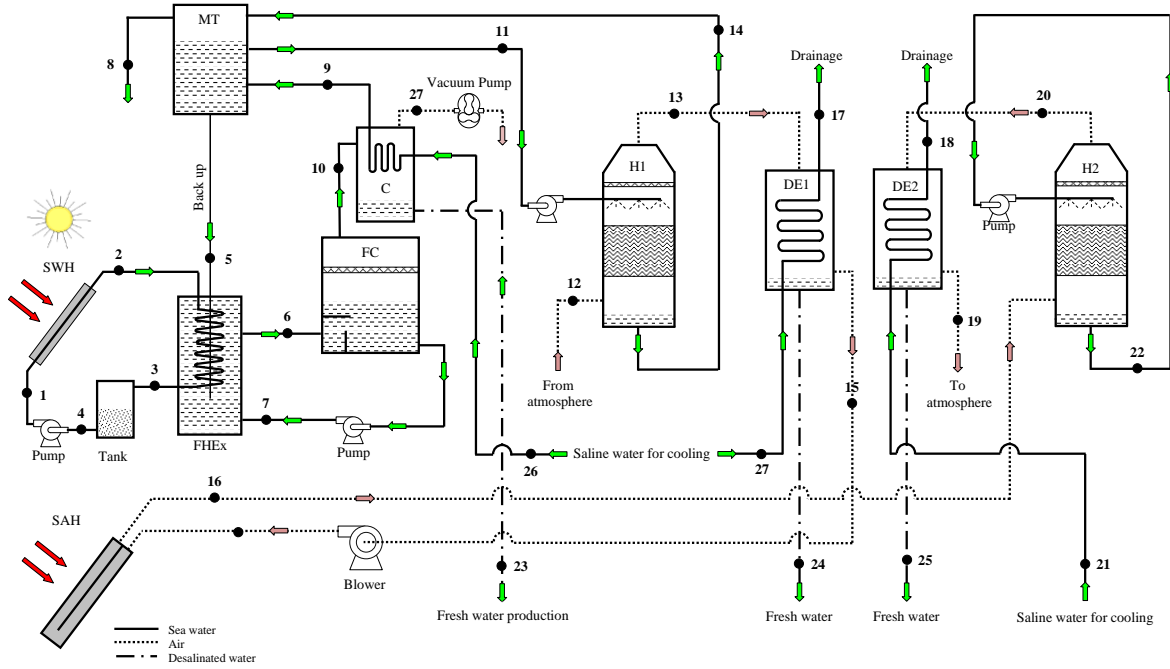 MT
14
11
8
9
Drainage
Drainage
Vacuum Pump
27
13
20
17
10
18
C
H1
H2
DE1
DE2
Back up
Pump
FC
SWH
2
5
12
6
19
1
3
From
atmosphere
To
atmosphere
22
15
4
7
Pump
Tank
FHEx
Pump
26
Saline water for cooling
27
16
SAH
Blower
23
24
25
21
Fresh water production
Fresh water
Fresh water
Saline water for cooling
Sea water
Air
Desalinated water